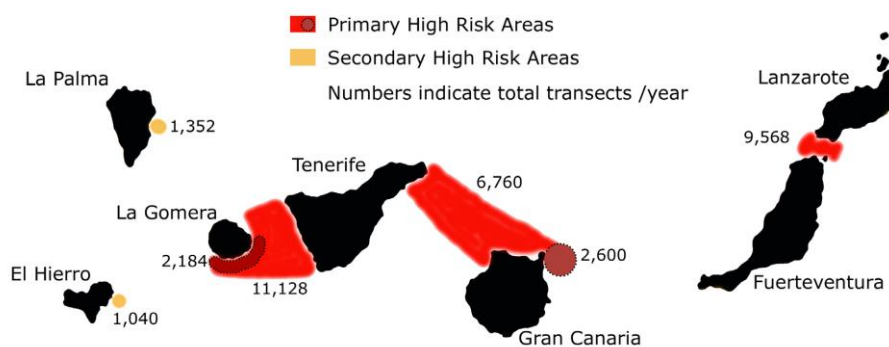 Primary High Risk Areas
Secondary High Risk Areas
Numbers indicate total transects /year
La Palma
1,352
Lanzarote
9,568
Tenerife
6,760
La Gomera
2,184
2,600
El Hierro
11,128
Fuerteventura
1,040
Gran Canaria